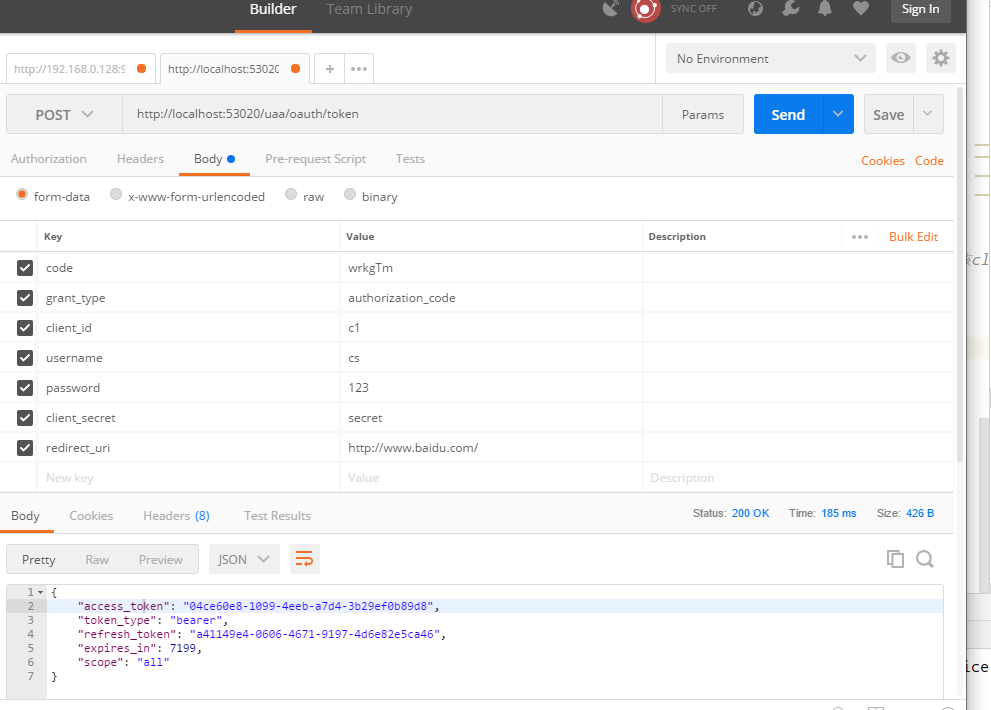 Builder Team Library SYNC OFF Sign In
http://192.168.0.128:9 http://localhost:53020 + ••• No Environment
POST http://localhost:53020/uaa/oauth/token Params Send Save
Authorization Headers Body Pre-request Script Tests Cookies Code
form-data x-www-form-urlencoded raw binary
Key Value Description ••• Bulk Edit
code wrkgTm
grant_type authorization_code
client_id c1
username cs
password 123
client_secret secret
redirect_uri http://www.baidu.com/
New key Value Description
Body Cookies Headers (8) Test Results Status: 200 OK Time: 185 ms Size: 426 B
Pretty Raw Preview JSON
1 {
2 "access_token": "04ce60e8-1099-4eeb-a7d4-3b29ef0b89d8",
3 "token_type": "bearer",
4 "refresh_token": "a41149e4-0606-4671-9197-4d6e82e5ca46",
5 "expires_in": 7199,
6 "scope": "all"
7 }
ice